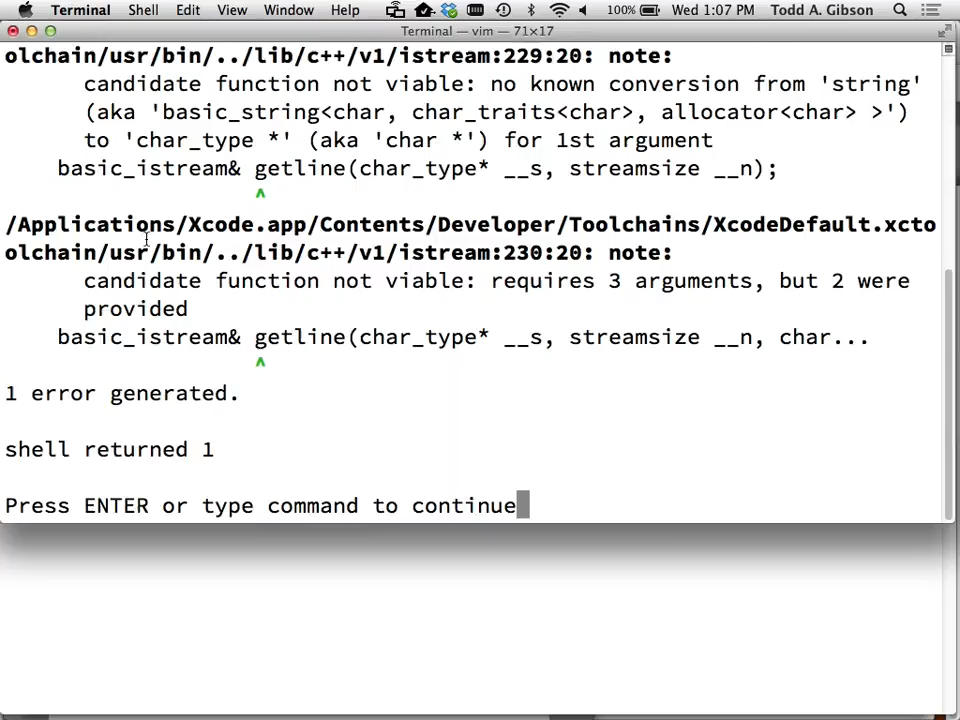 Terminal Shell Edit View Window Help 100% Wed 1:07 PM Todd A. Gibson
Terminal — vim — 71×17
olchain/usr/bin/../lib/c++/v1/istream:229:20: note:
candidate function not viable: no known conversion from 'string'
(aka 'basic_string<char, char_traits<char>, allocator<char> >')
to 'char_type *' (aka 'char *') for 1st argument
basic_istream& getline(char_type* __s, streamsize __n);
^
/Applications/Xcode.app/Contents/Developer/Toolchains/XcodeDefault.xcto
olchain/usr/bin/../lib/c++/v1/istream:230:20: note:
candidate function not viable: requires 3 arguments, but 2 were
provided
basic_istream& getline(char_type* __s, streamsize __n, char...
^
1 error generated.
shell returned 1
Press ENTER or type command to continue